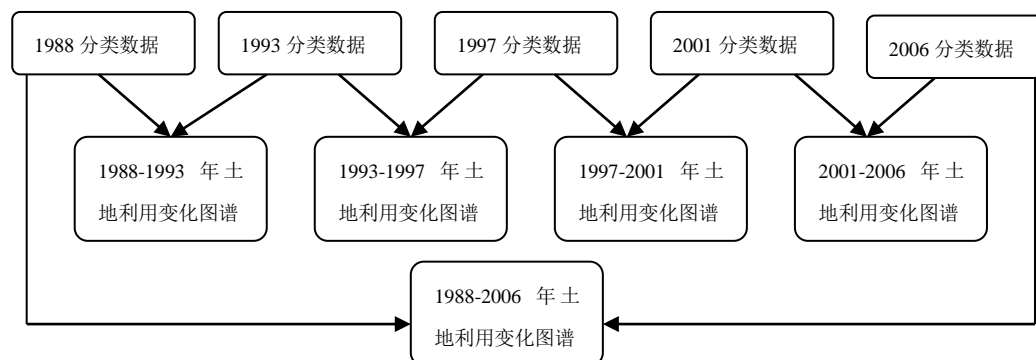 1988 分类数据
1993 分类数据
1997 分类数据
2001 分类数据
2006 分类数据
1988-1993 年土
地利用变化图谱
1993-1997 年土
地利用变化图谱
1997-2001 年土
地利用变化图谱
2001-2006 年土
地利用变化图谱
1988-2006 年土
地利用变化图谱